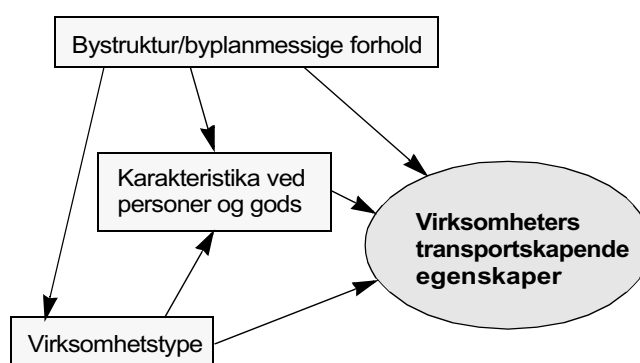 Bystruktur/byplanmessige forhold
Karakteristika ved
personer og gods
Virksomheters
transportskapende
egenskaper
Virksomhetstype